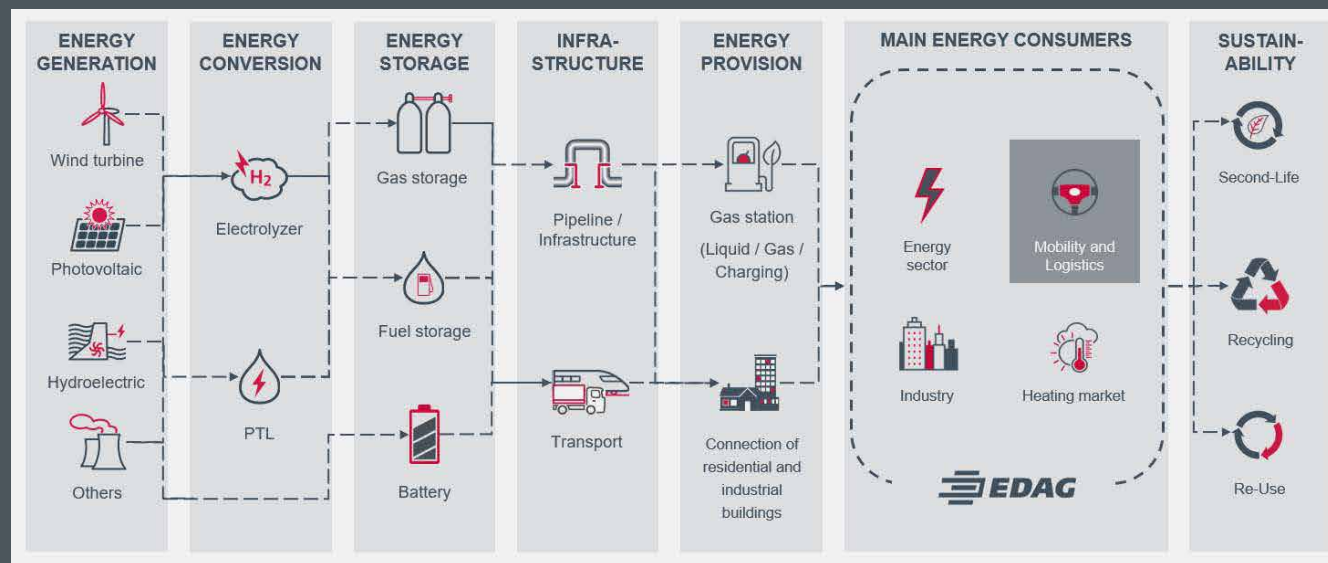 ENERGY
GENERATION
Wind turbine
Photovoltaic
Hydroelectric
Others
ENERGY
CONVERSION
H₂
Electrolyzer
PTL
ENERGY
STORAGE
Gas storage
Fuel storage
Battery
INFRA-
STRUCTURE
Pipeline /
Infrastructure
Transport
ENERGY
PROVISION
Gas station
(Liquid / Gas /
Charging)
Connection of
residential and
industrial
buildings
MAIN ENERGY CONSUMERS
Energy
sector
Mobility and
Logistics
Industry
Heating market
EDAG
SUSTAIN-
ABILITY
Second-Life
Recycling
Re-Use